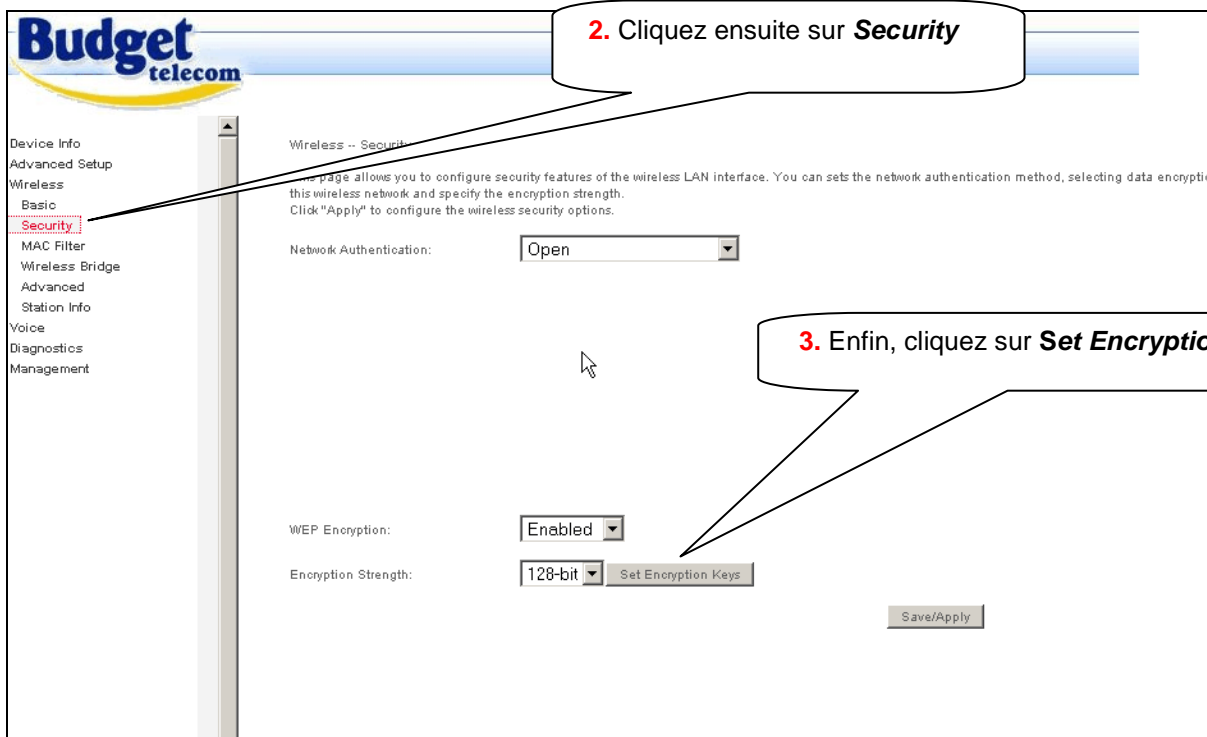 Budget
telecom
2. Cliquez ensuite sur Security
Device Info
Advanced Setup
Wireless
Basic
Security
MAC Filter
Wireless Bridge
Advanced
Station Info
Voice
Diagnostics
Management
Wireless -- Security
page allows you to configure security features of the wireless LAN interface. You can sets the network authentication method, selecting data
this wireless network and specify the encryption strength.
Click "Apply" to configure the wireless security options.
Network Authentication: Open
3. Enfin, cliquez sur Set
WEP Encryption: Enabled
Encryption Strength: 128-bit Set Encryption Keys
Save/Apply